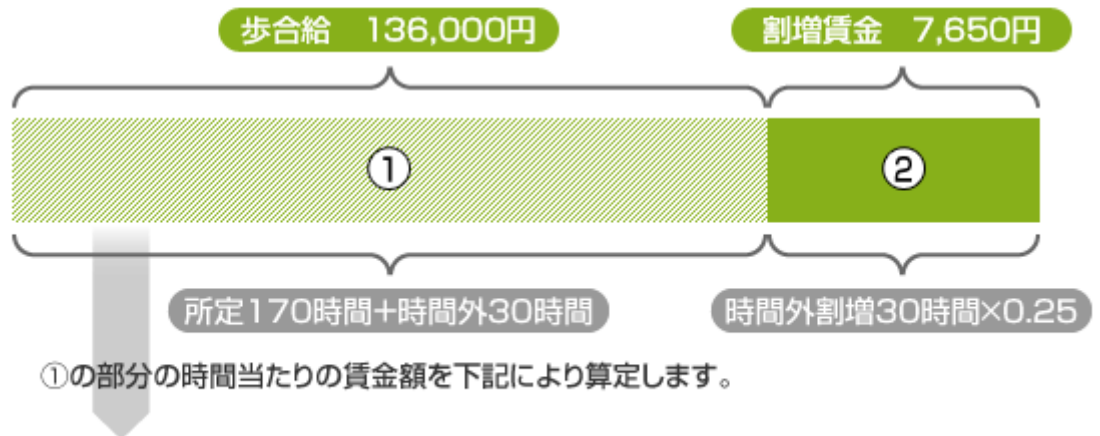 歩合給　136,000円
割増賃金　7,650円
①
②
所定170時間+時間外30時間
時間外割増30時間×0.25
①の部分の時間当たりの賃金額を下記により算定します。